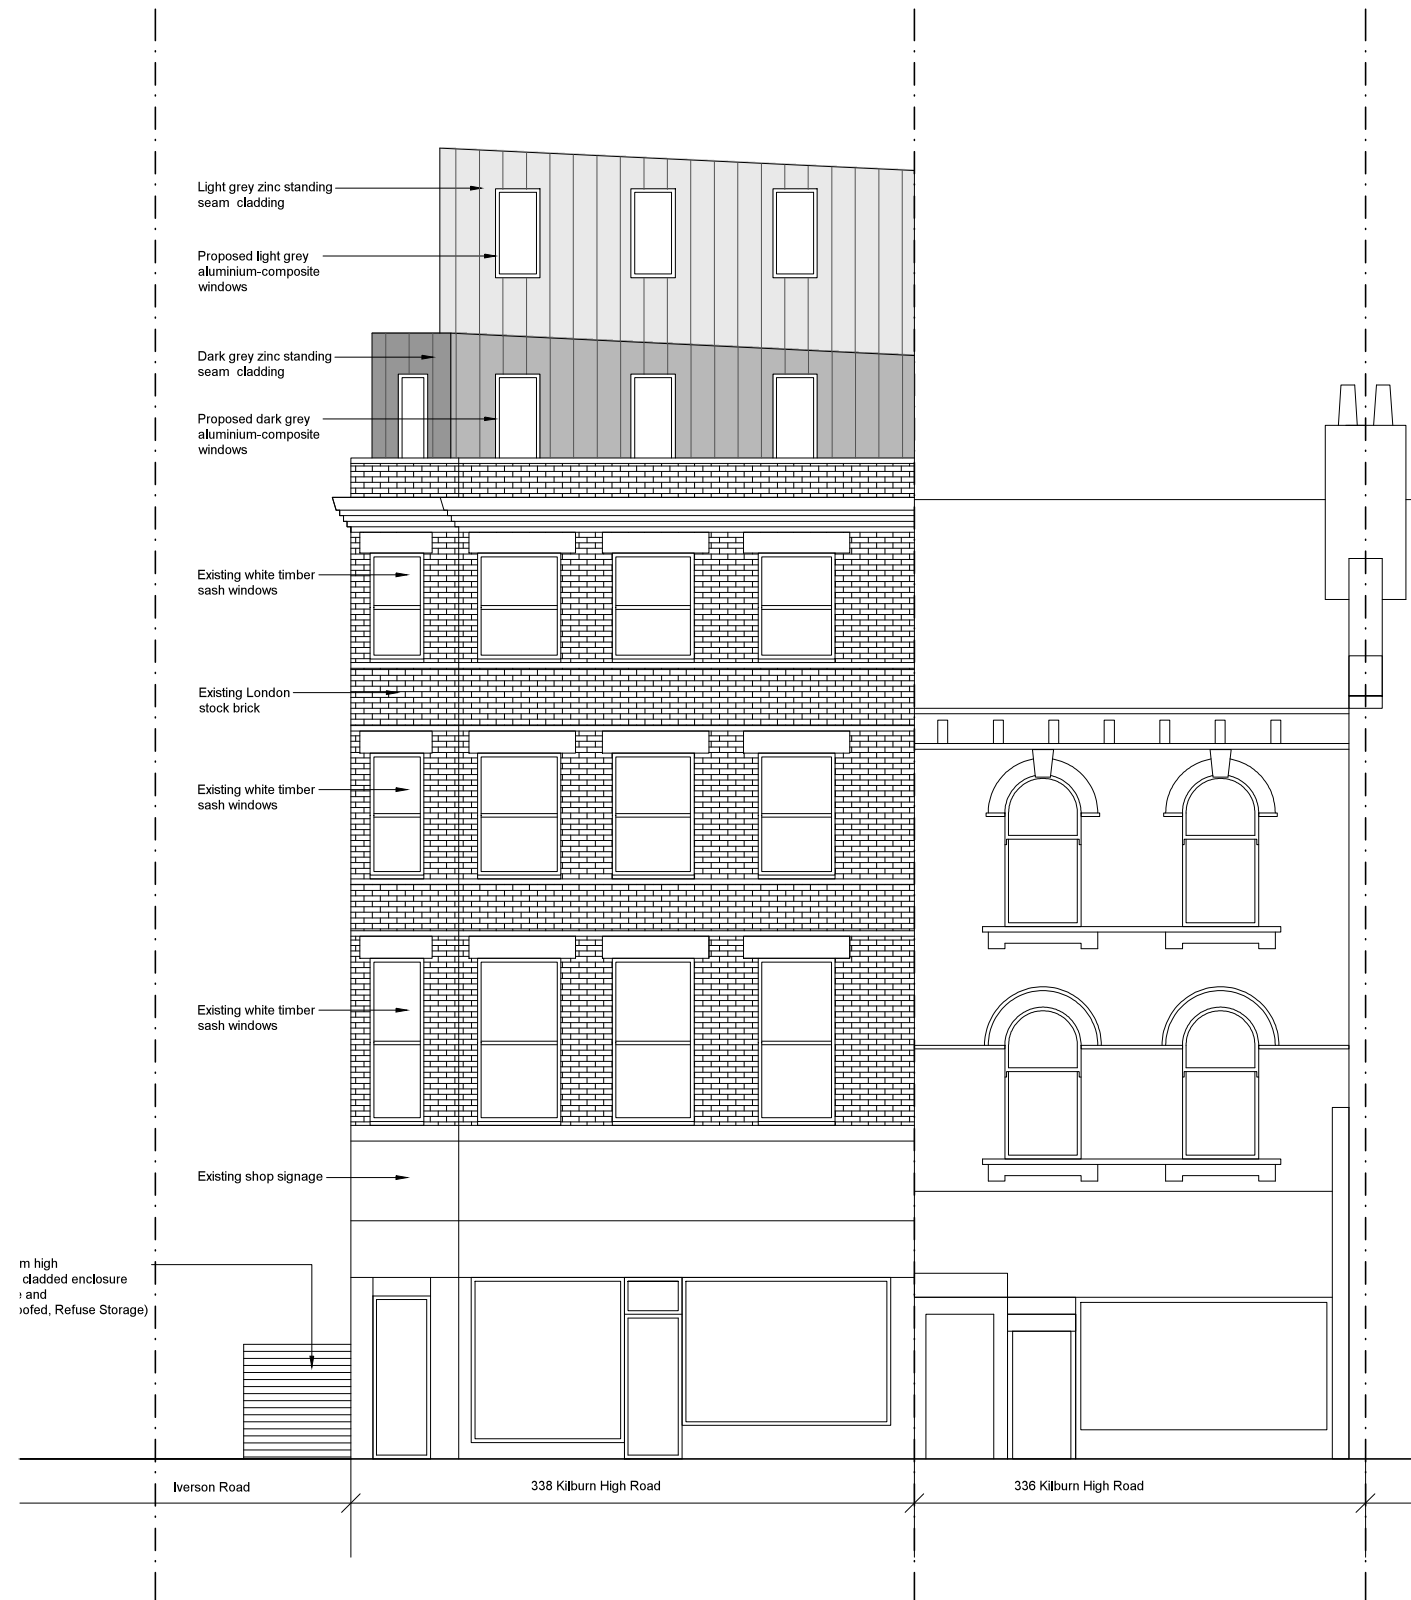 Light grey zinc standing
seam cladding
Proposed light grey
aluminium-composite
windows
Dark grey zinc standing
seam cladding
Proposed dark grey
aluminium-composite
windows
Existing white timber
sash windows
Existing London
stock brick
Existing white timber
sash windows
Existing white timber
sash windows
Existing shop signage
m high
cladded enclosure
and
Refuse Storage)
Iverson Road
338 Kilburn High Road
336 Kilburn High Road